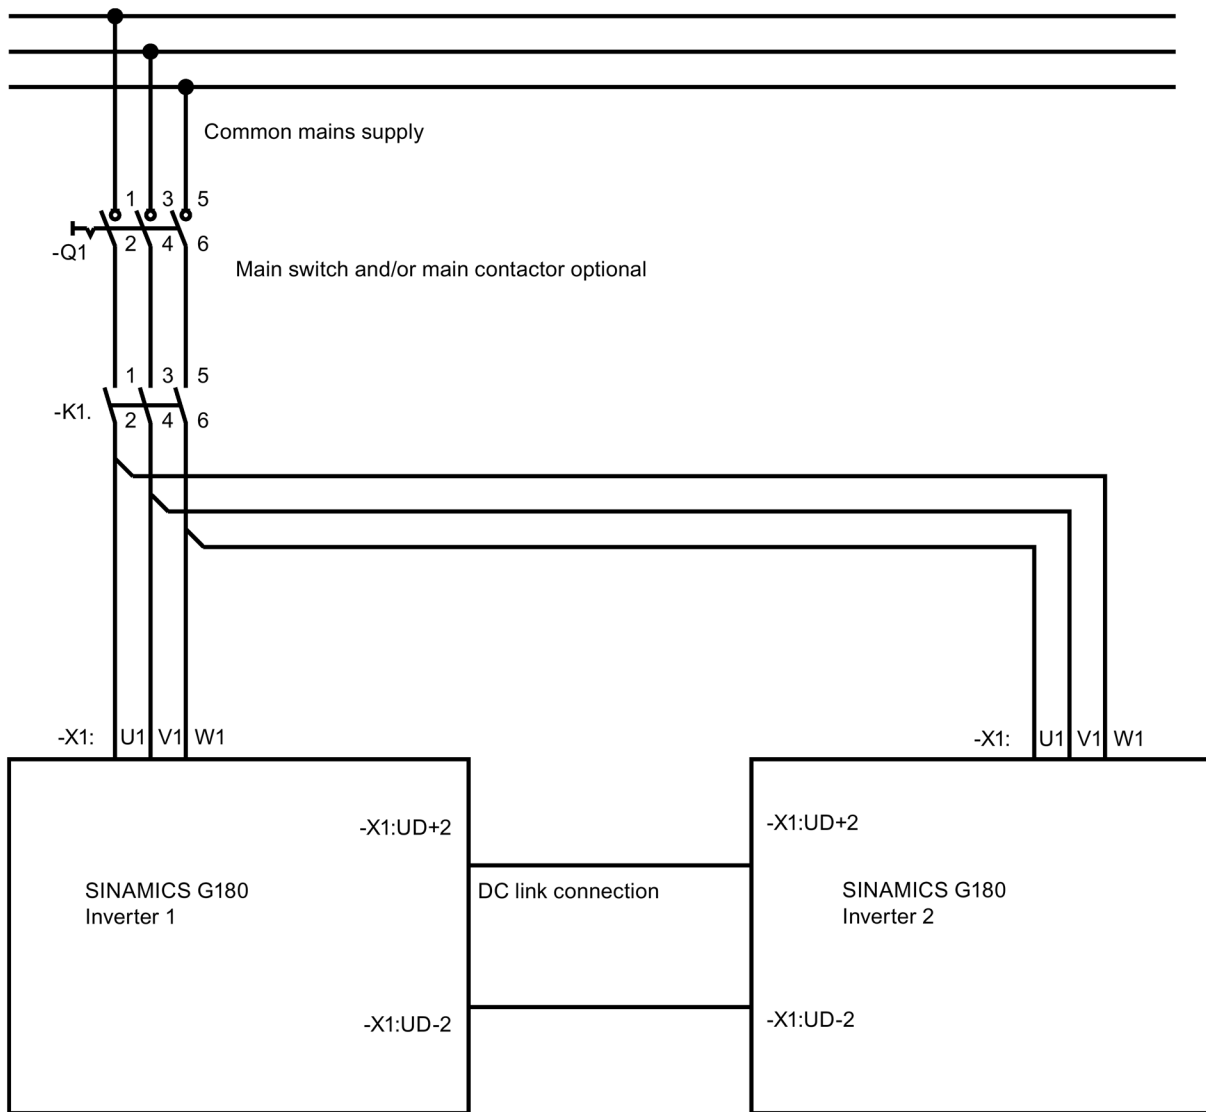 Common mains supply
1 3 5
-Q1 2 4 6
Main switch and/or main contactor optional
1 3 5
-K1. 2 4 6
-X1: U1 V1 W1
-X1: U1 V1 W1
-X1:UD+2
-X1:UD+2
SINAMICS G180
Inverter 1
DC link connection
SINAMICS G180
Inverter 2
-X1:UD-2
-X1:UD-2